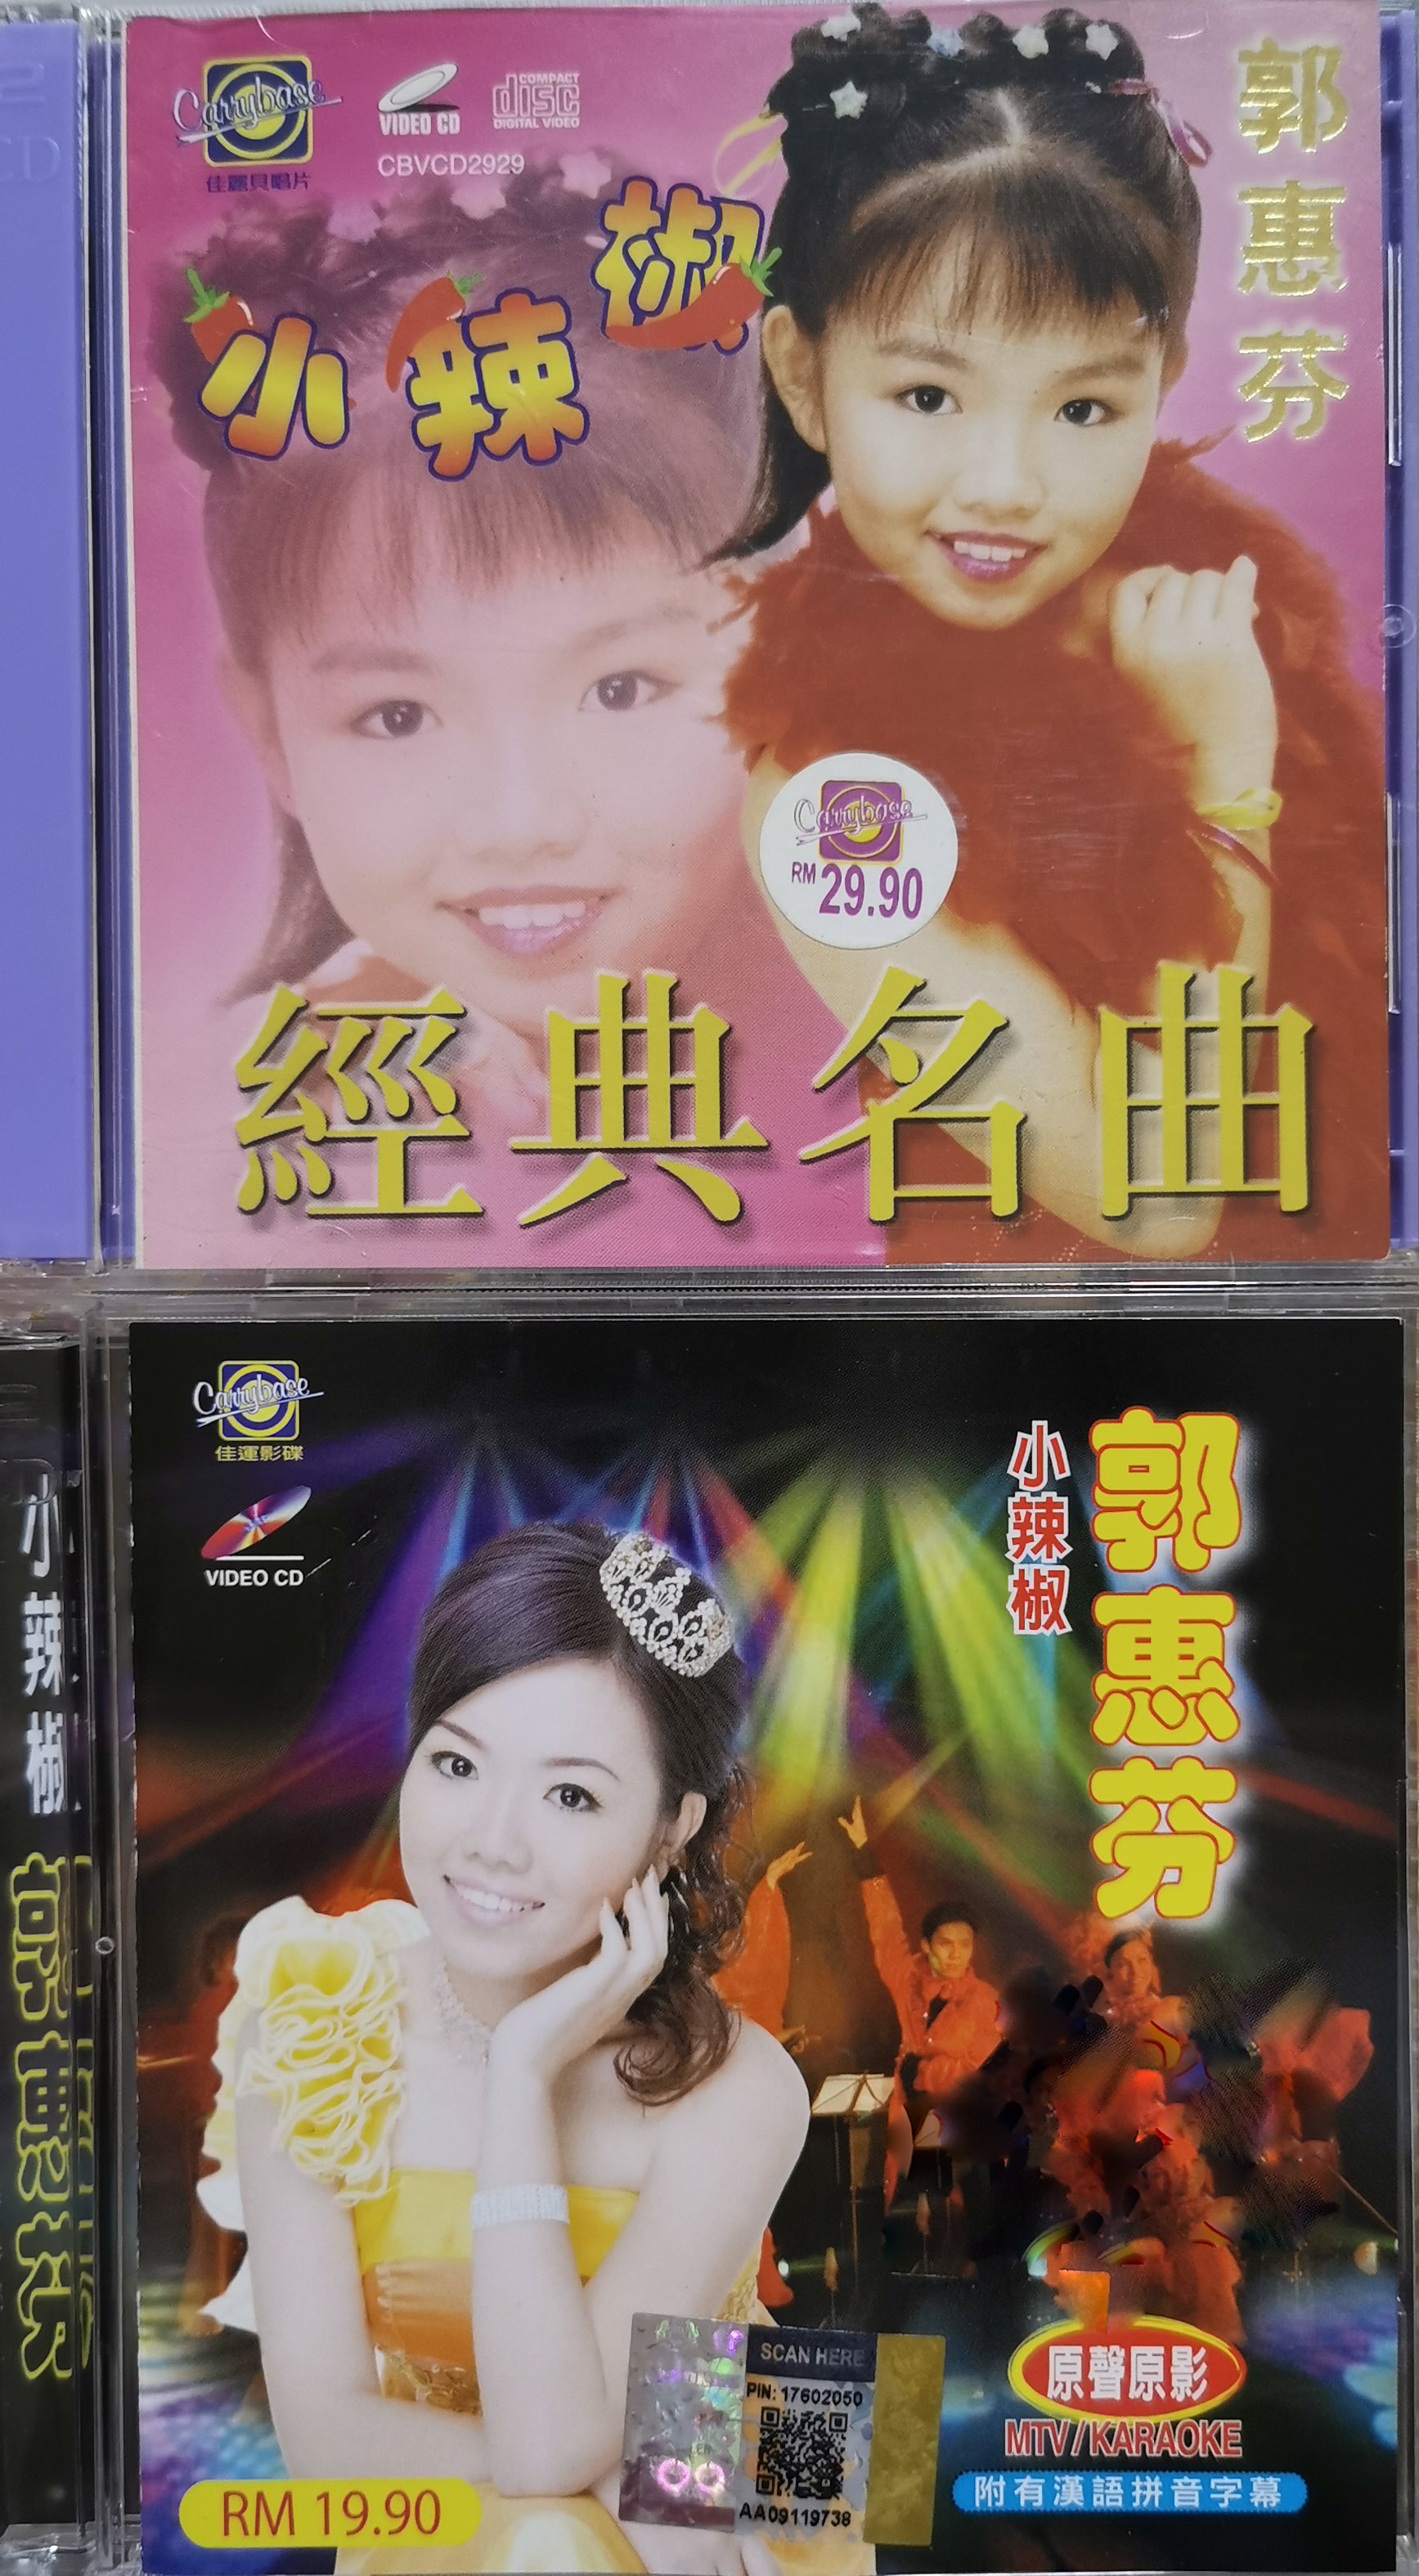 Carrybase
佳麗貝唱片
VIDEO CD
COMPACT
disc
DIGITAL VIDEO
CBVCD2929
小辣椒
郭惠芬
Carrybase
RM 29.90
經典名曲
小辣椒 郭惠芬
Carrybase
佳運影碟
VIDEO CD
小辣椒
郭惠芬
SCAN HERE
PIN: 17602050
AA09119738
原聲原影
MTV/KARAOKE
附有漢語拼音字幕
RM 19.90